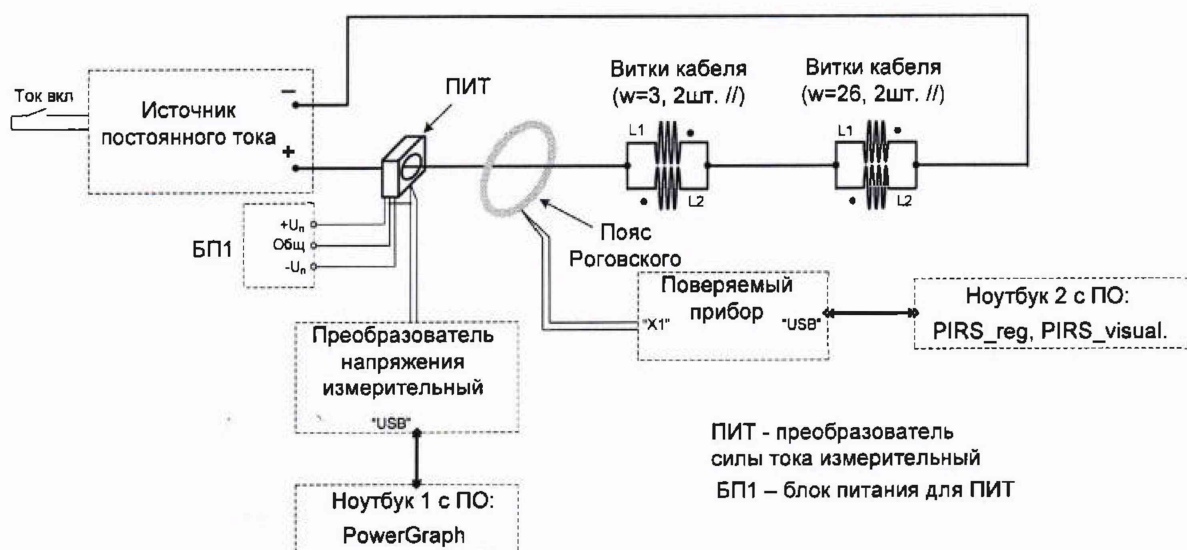 Ток вкл
Источник
постоянного тока
−
+
ПИТ
Витки кабеля
(w=3, 2шт. //)
L1
L2
Витки кабеля
(w=26, 2шт. //)
L1
L2
БП1
+Uп
Общ
-Uп
Пояс
Роговского
Преобразователь
напряжения
измерительный
"USB"
Поверяемый
прибор
"X1"
"USB"
Ноутбук 2 с ПО:
PIRS_reg, PIRS_visual.
Ноутбук 1 с ПО:
PowerGraph
ПИТ - преобразователь
силы тока измерительный
БП1 – блок питания для ПИТ